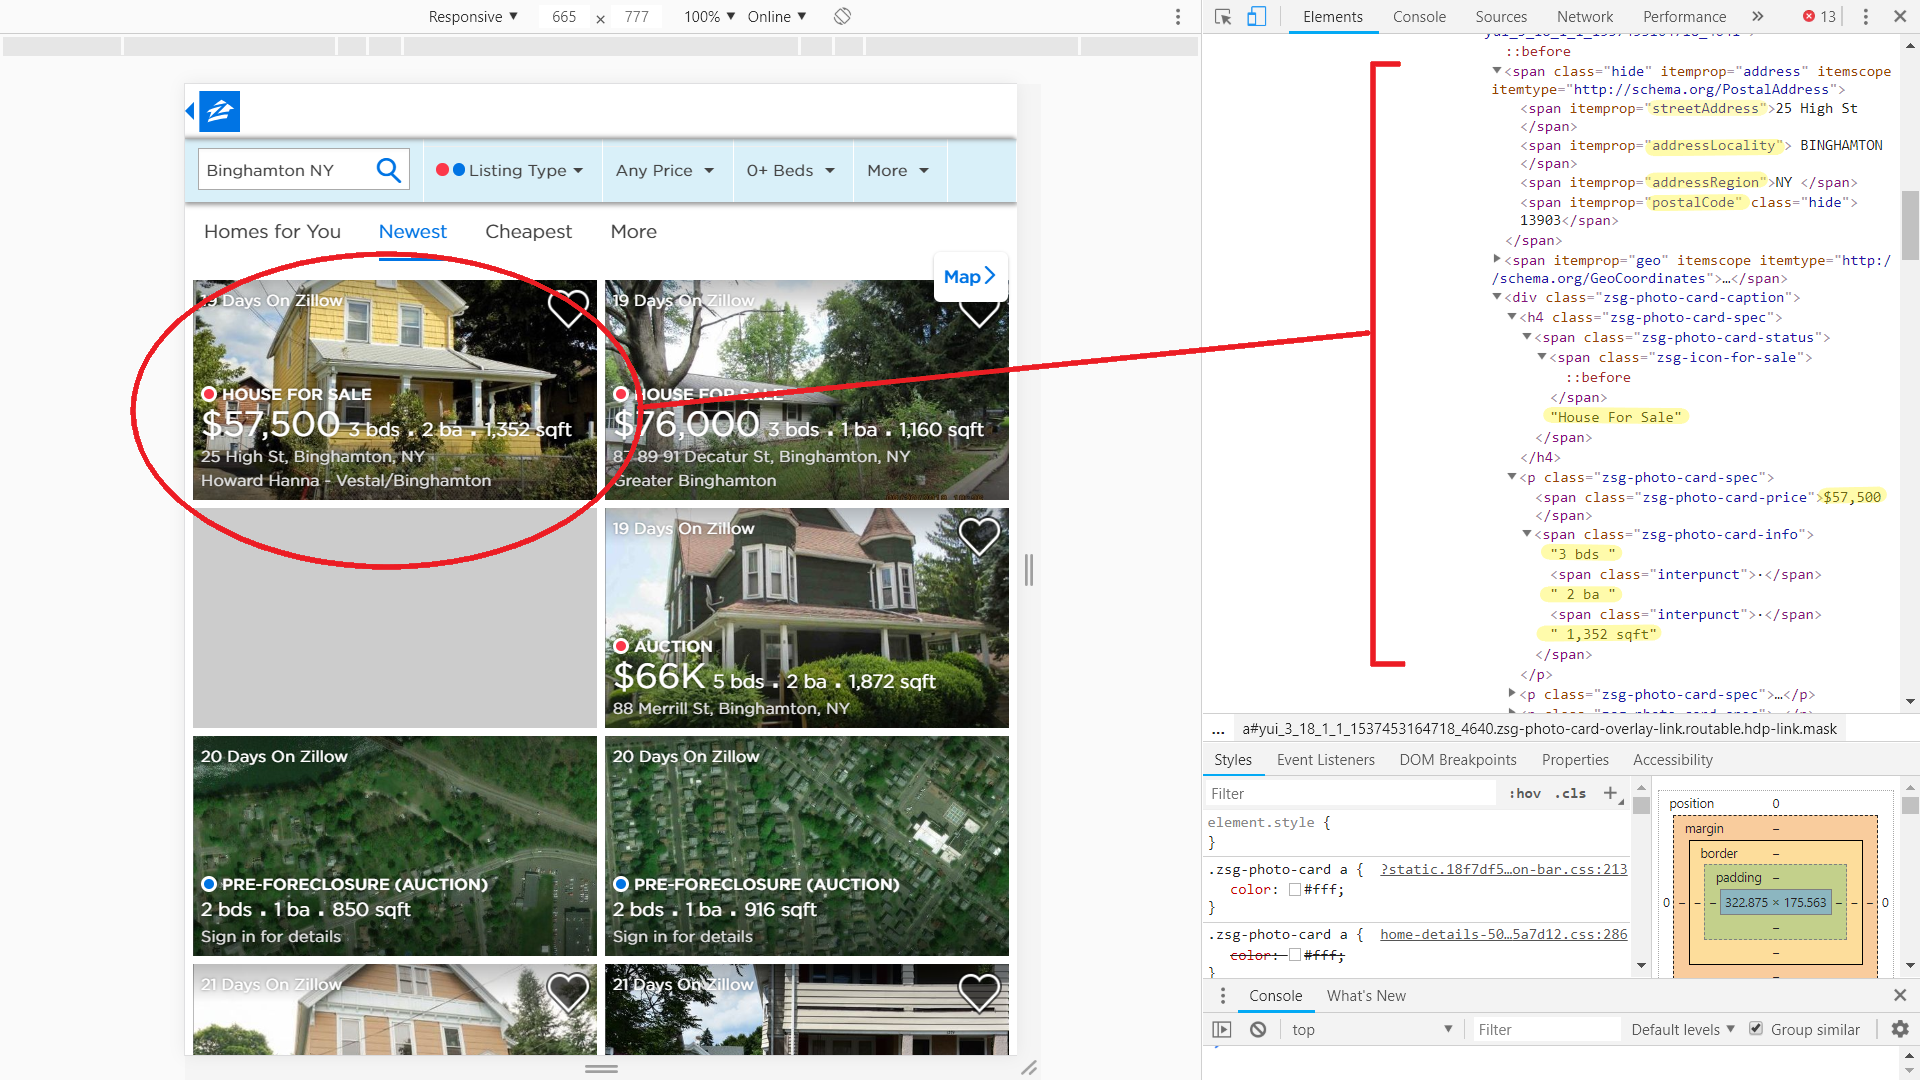 Responsive ▼ 665 × 777 100% ▼ Online ▼
Binghamton NY
Listing Type
Any Price
0+ Beds
More
Homes for You Newest Cheapest More
Map
19 Days On Zillow
HOUSE FOR SALE
$57,500 3 bds . 2 ba . 1,352 sqft
25 High St, Binghamton, NY
Howard Hanna - Vestal/Binghamton
19 Days On Zillow
HOUSE FOR SALE
$76,000 3 bds . 1 ba . 1,160 sqft
87 89 91 Decatur St, Binghamton, NY
Greater Binghamton
19 Days On Zillow
AUCTION
$66K 5 bds . 2 ba . 1,872 sqft
88 Merrill St, Binghamton, NY
20 Days On Zillow
PRE-FORECLOSURE (AUCTION)
2 bds . 1 ba . 850 sqft
Sign in for details
20 Days On Zillow
PRE-FORECLOSURE (AUCTION)
2 bds . 1 ba . 916 sqft
Sign in for details
21 Days On Zillow
21 Days On Zillow
Elements Console Sources Network Performance » 13
::before
▼<span class="hide" itemprop="address" itemscope
itemtype="http://schema.org/PostalAddress">
<span itemprop="streetAddress">25 High St
</span>
<span itemprop="addressLocality"> BINGHAMTON
</span>
<span itemprop="addressRegion">NY </span>
<span itemprop="postalCode" class="hide">
13903</span>
</span>
▶<span itemprop="geo" itemscope itemtype="http:/
/schema.org/GeoCoordinates">…</span>
▼<div class="zsg-photo-card-caption">
▼<h4 class="zsg-photo-card-spec">
▼<span class="zsg-photo-card-status">
▼<span class="zsg-icon-for-sale">
::before
</span>
"House For Sale"
</span>
</h4>
▼<p class="zsg-photo-card-spec">
<span class="zsg-photo-card-price">$57,500
</span>
▼<span class="zsg-photo-card-info">
"3 bds "
<span class="interpunct">·</span>
" 2 ba "
<span class="interpunct">·</span>
" 1,352 sqft"
</span>
</p>
▶<p class="zsg-photo-card-spec">…</p>
... a#yui_3_18_1_1_1537453164718_4640.zsg-photo-card-overlay-link.routable.hdp-link.mask
Styles Event Listeners DOM Breakpoints Properties Accessibility
Filter :hov .cls +
element.style {
}
.zsg-photo-card a { ?static.18f7df5…on-bar.css:213
color: #fff;
}
.zsg-photo-card a { home-details-50…5a7d12.css:286
color: #fff;
}
position 0
margin –
border –
padding –
0 – – – 322.875 × 175.563 – – – 0
–
–
–
Console What's New
top ▼ Filter Default levels ▼ Group similar